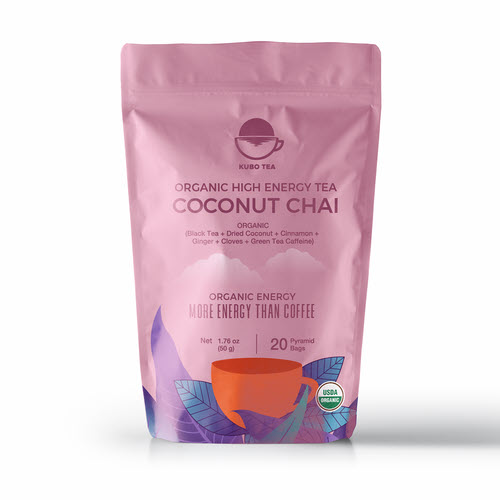 KUBO TEA
ORGANIC HIGH ENERGY TEA
COCONUT CHAI
ORGANIC
(Black Tea + Dried Coconut + Cinnamon +
Ginger + Cloves + Green Tea Caffeine)
ORGANIC ENERGY
MORE ENERGY THAN COFFEE
Net 1.76 oz
(50 g)
20 Pyramid
Bags
USDA
ORGANIC